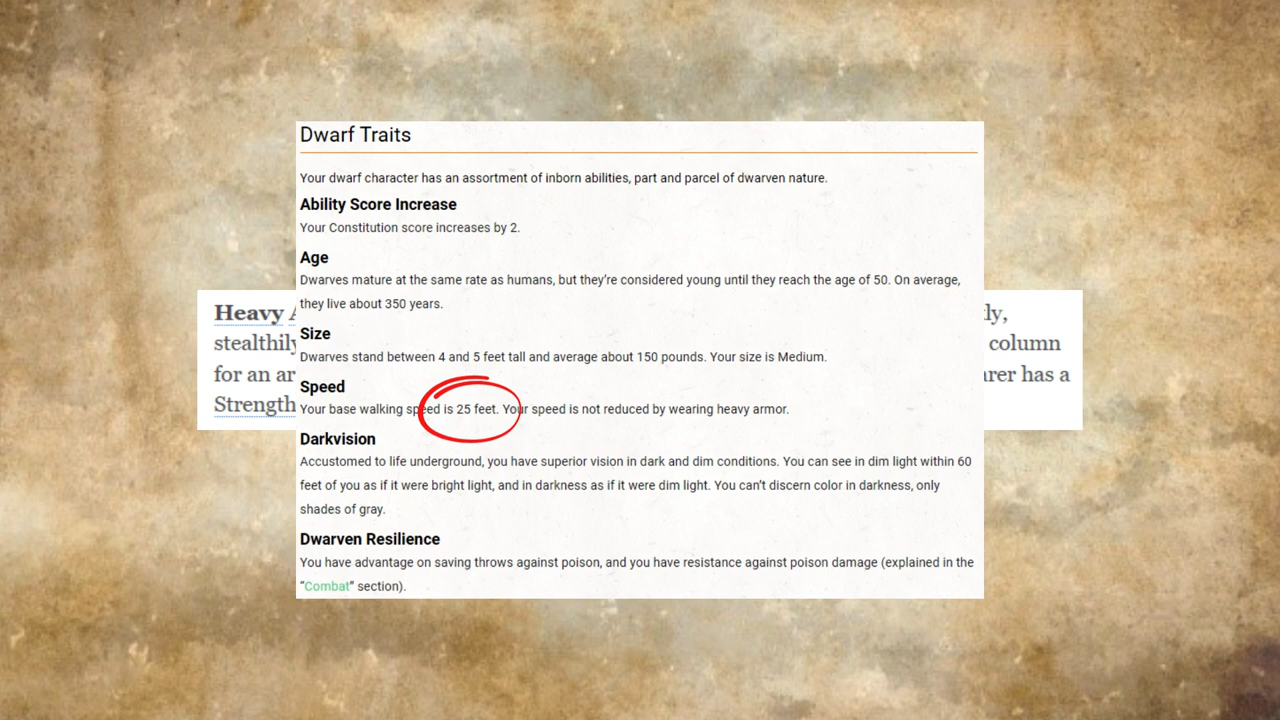 Dwarf Traits
Your dwarf character has an assortment of inborn abilities, part and parcel of dwarven nature.
Ability Score Increase
Your Constitution score increases by 2.
Age
Dwarves mature at the same rate as humans, but they’re considered young until they reach the age of 50. On average,
they live about 350 years.
Size
Dwarves stand between 4 and 5 feet tall and average about 150 pounds. Your size is Medium.
Speed
Your base walking speed is 25 feet. Your speed is not reduced by wearing heavy armor.
Darkvision
Accustomed to life underground, you have superior vision in dark and dim conditions. You can see in dim light within 60
feet of you as if it were bright light, and in darkness as if it were dim light. You can’t discern color in darkness, only
shades of gray.
Dwarven Resilience
You have advantage on saving throws against poison, and you have resistance against poison damage (explained in the
“Combat” section).
Heavy
stealthily
column
for an
has a
Strength